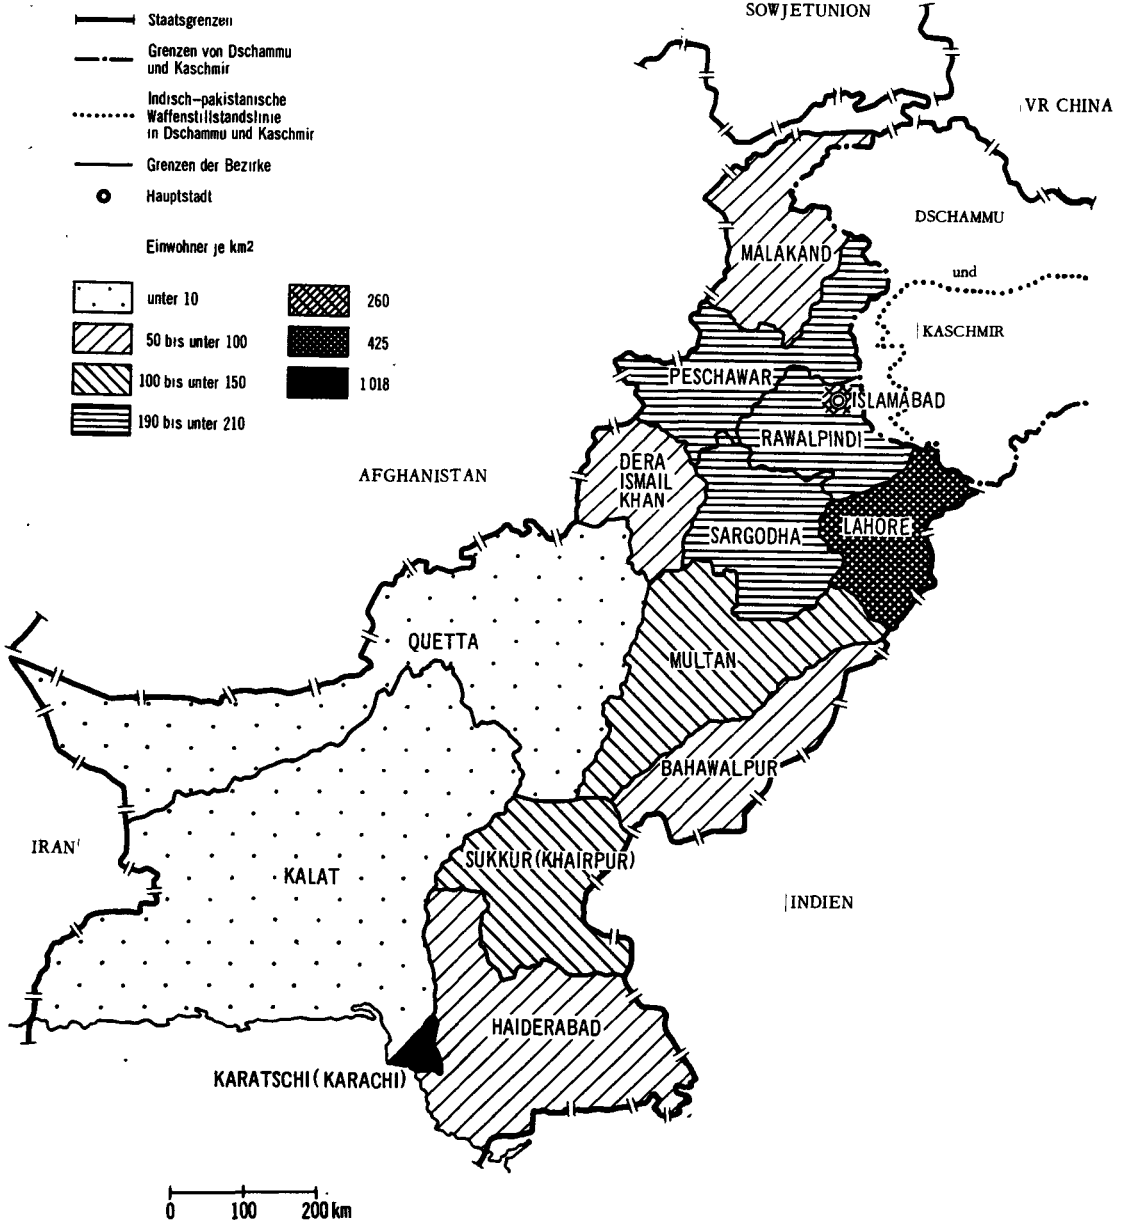 Staatsgrenzen
Grenzen von Dschammu
und Kaschmir
Indisch-pakistanische
Waffenstillstandslinie
in Dschammu und Kaschmir
Grenzen der Bezirke
Hauptstadt
Einwohner je km2
unter 10
50 bis unter 100
100 bis unter 150
190 bis unter 210
260
425
1 018
SOWJETUNION
VR CHINA
DSCHAMMU
und
KASCHMIR
MALAKAND
PESCHAWAR
ISLAMABAD
RAWALPINDI
AFGHANISTAN
DERA
ISMAIL
KHAN
SARGODHA
LAHORE
QUETTA
MULTAN
BAHAWALPUR
IRAN
KALAT
SUKKUR (KHAIRPUR)
INDIEN
HAIDERABAD
KARATSCHI (KARACHI)
0 100 200 km